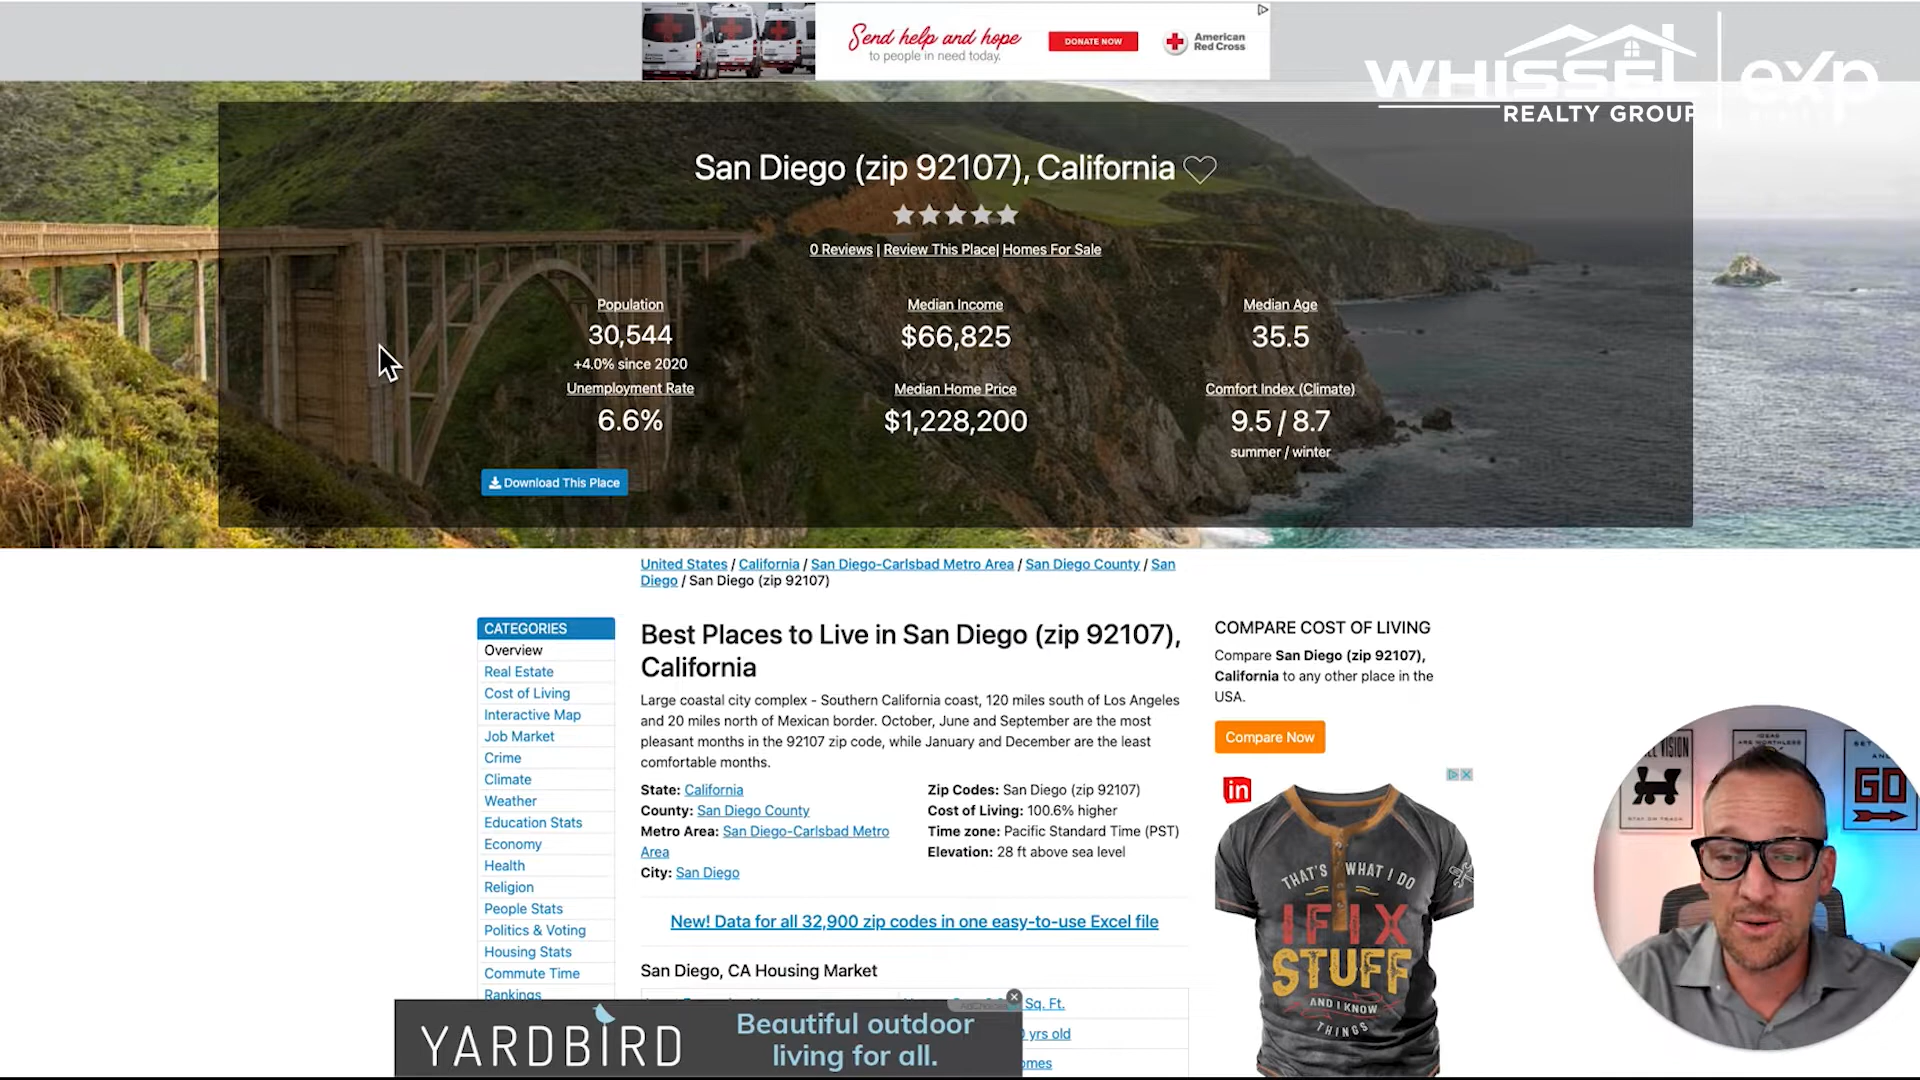 Send help and hope
to people in need today.
DONATE NOW
American
Red Cross
WHISSEL
REALTY GROUP
eXp
San Diego (zip 92107), California
0 Reviews | Review This Place| Homes For Sale
Population
30,544
+4.0% since 2020
Median Income
$66,825
Median Age
35.5
Unemployment Rate
6.6%
Median Home Price
$1,228,200
Comfort Index (Climate)
9.5 / 8.7
summer / winter
Download This Place
United States / California / San Diego-Carlsbad Metro Area / San Diego County / San
Diego / San Diego (zip 92107)
CATEGORIES
Overview
Real Estate
Cost of Living
Interactive Map
Job Market
Crime
Climate
Weather
Education Stats
Economy
Health
Religion
People Stats
Politics & Voting
Housing Stats
Commute Time
Rankings
Best Places to Live in San Diego (zip 92107),
California
Large coastal city complex - Southern California coast, 120 miles south of Los Angeles
and 20 miles north of Mexican border. October, June and September are the most
pleasant months in the 92107 zip code, while January and December are the least
comfortable months.
State: California
County: San Diego County
Metro Area: San Diego-Carlsbad Metro
Area
City: San Diego
Zip Codes: San Diego (zip 92107)
Cost of Living: 100.6% higher
Time zone: Pacific Standard Time (PST)
Elevation: 28 ft above sea level
New! Data for all 32,900 zip codes in one easy-to-use Excel file
San Diego, CA Housing Market
Sq. Ft.
yrs old
COMPARE COST OF LIVING
Compare San Diego (zip 92107),
California to any other place in the
USA.
Compare Now
in
THAT'S WHAT I DO
I FIX
STUFF
AND I KNOW
THINGS
YARDBIRD
Beautiful outdoor
living for all.
VISION
STAY ON TRACK
IDEAS
ARE WORTHLESS
SET
AND
GO